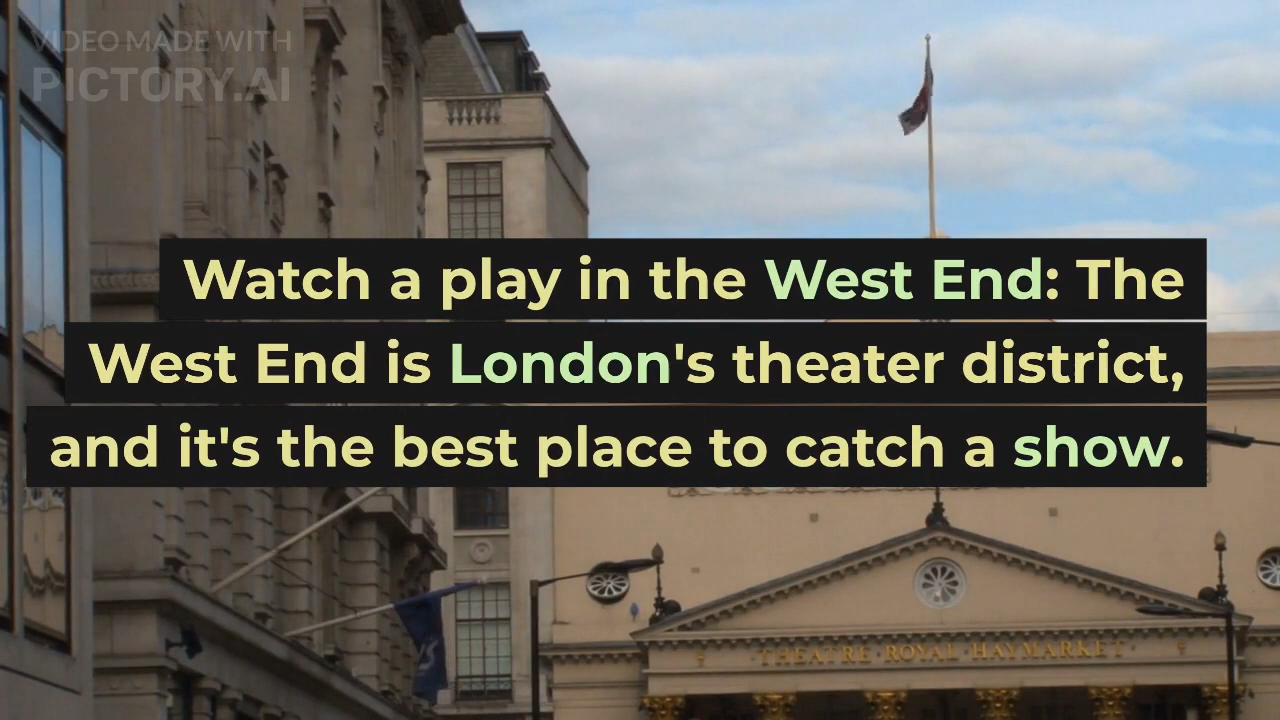 VIDEO MADE WITH
PICTORY.AI
Watch a play in the West End: The
West End is London's theater district,
and it's the best place to catch a show.
THEATRE ROYAL HAYMARKET